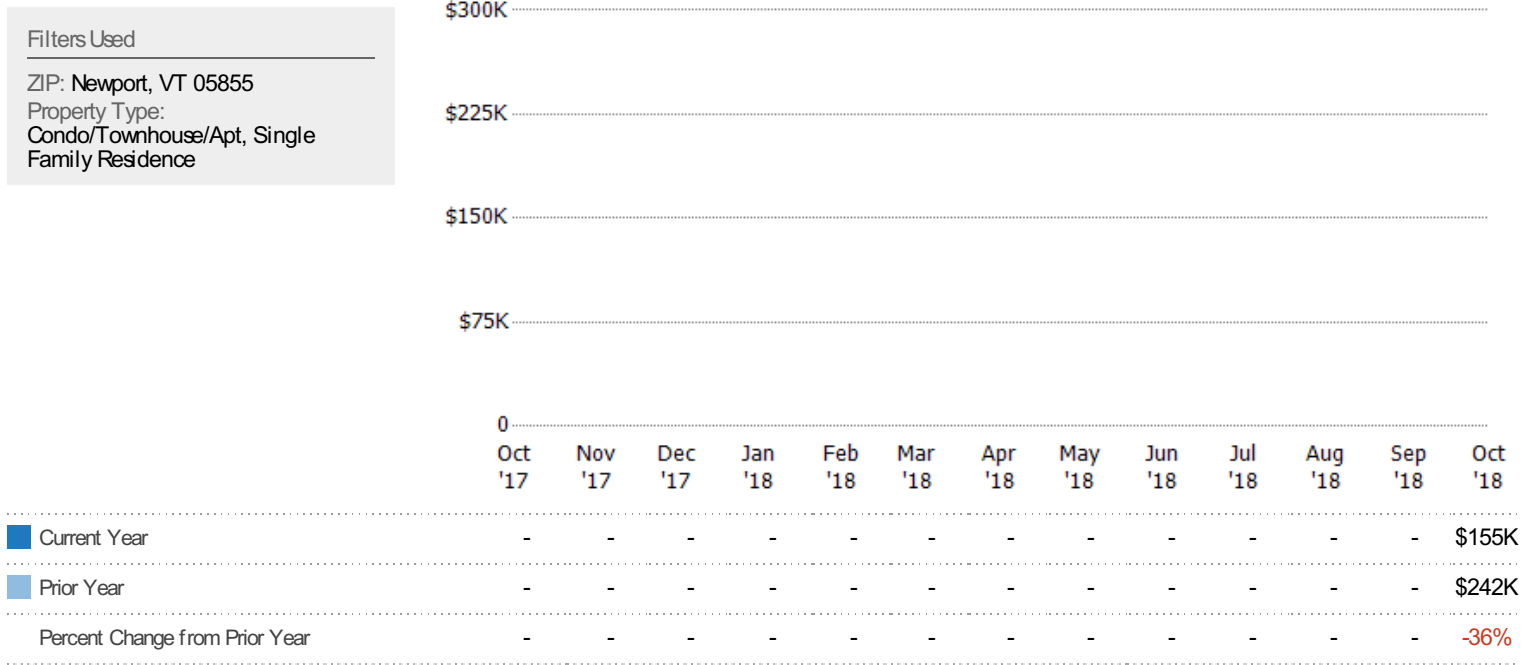 Filters Used
ZIP: Newport, VT 05855
Property Type:
Condo/Townhouse/Apt, Single
Family Residence
$300K
$225K
$150K
$75K
0
Oct Nov Dec Jan Feb Mar Apr May Jun Jul Aug Sep Oct
'17 '17 '17 '18 '18 '18 '18 '18 '18 '18 '18 '18 '18
Current Year - - - - - - - - - - - - $155K
Prior Year - - - - - - - - - - - - $242K
Percent Change from Prior Year - - - - - - - - - - - - -36%